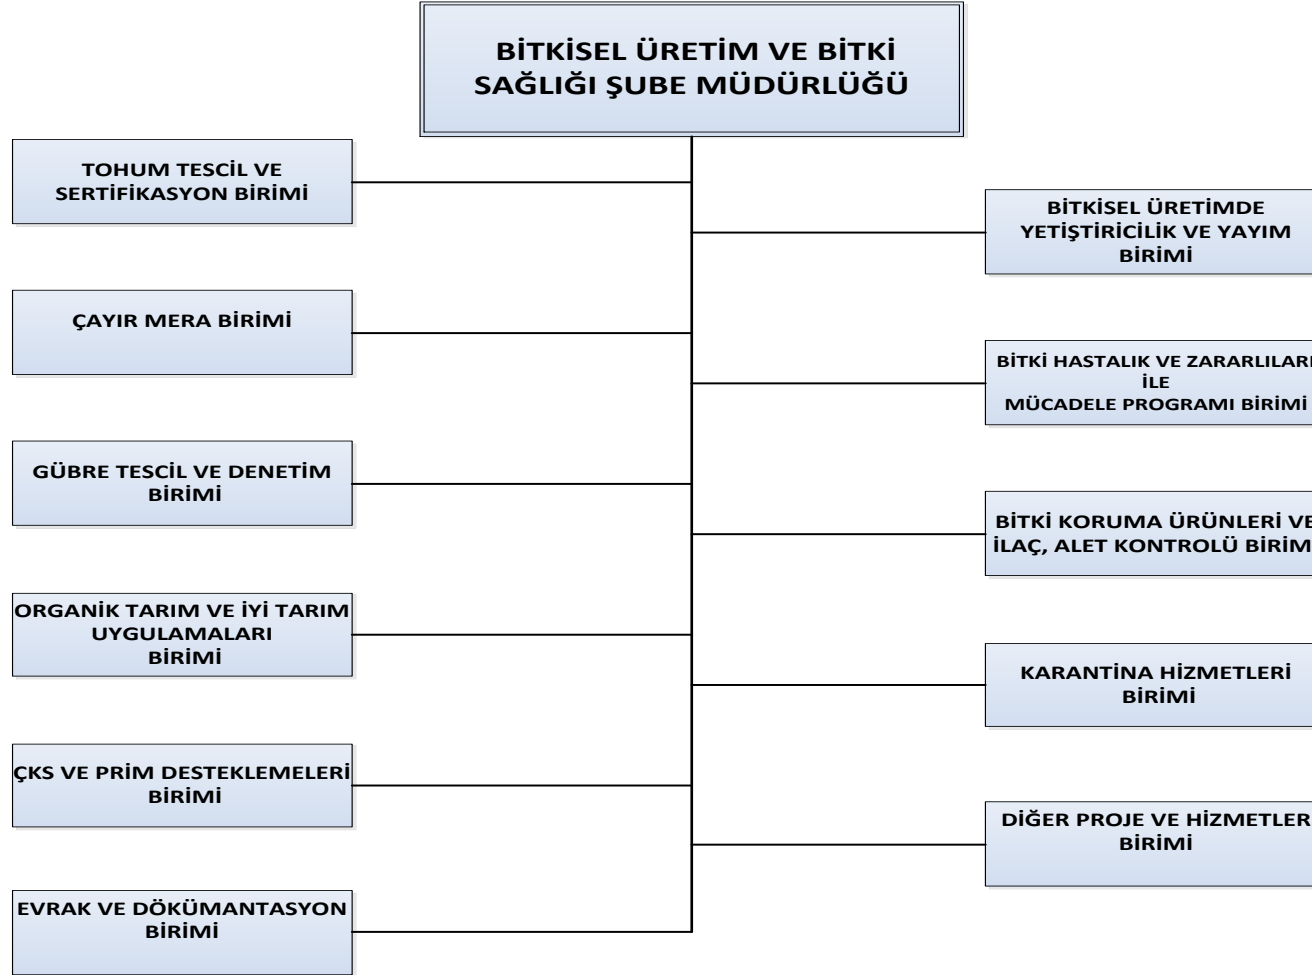 BİTKİSEL ÜRETİM VE BİTKİ
SAĞLIĞI ŞUBE MÜDÜRLÜĞÜ
TOHUM TESCİL VE
SERTİFİKASYON BİRİMİ
BİTKİSEL ÜRETİMDE
YETİŞTİRİCİLİK VE YAYIM
BİRİMİ
ÇAYIR MERA BİRİMİ
BİTKİ HASTALIK VE ZARARLILARI
İLE
MÜCADELE PROGRAMI BİRİMİ
GÜBRE TESCİL VE DENETİM
BİRİMİ
BİTKİ KORUMA ÜRÜNLERİ VE
İLAÇ, ALET KONTROLÜ BİRİM
ORGANİK TARIM VE İYİ TARIM
UYGULAMALARI
BİRİMİ
KARANTİNA HİZMETLERİ
BİRİMİ
ÇKS VE PRİM DESTEKLEMELERİ
BİRİMİ
DİĞER PROJE VE HİZMETLER
BİRİMİ
EVRAK VE DÖKÜMANTASYON
BİRİMİ